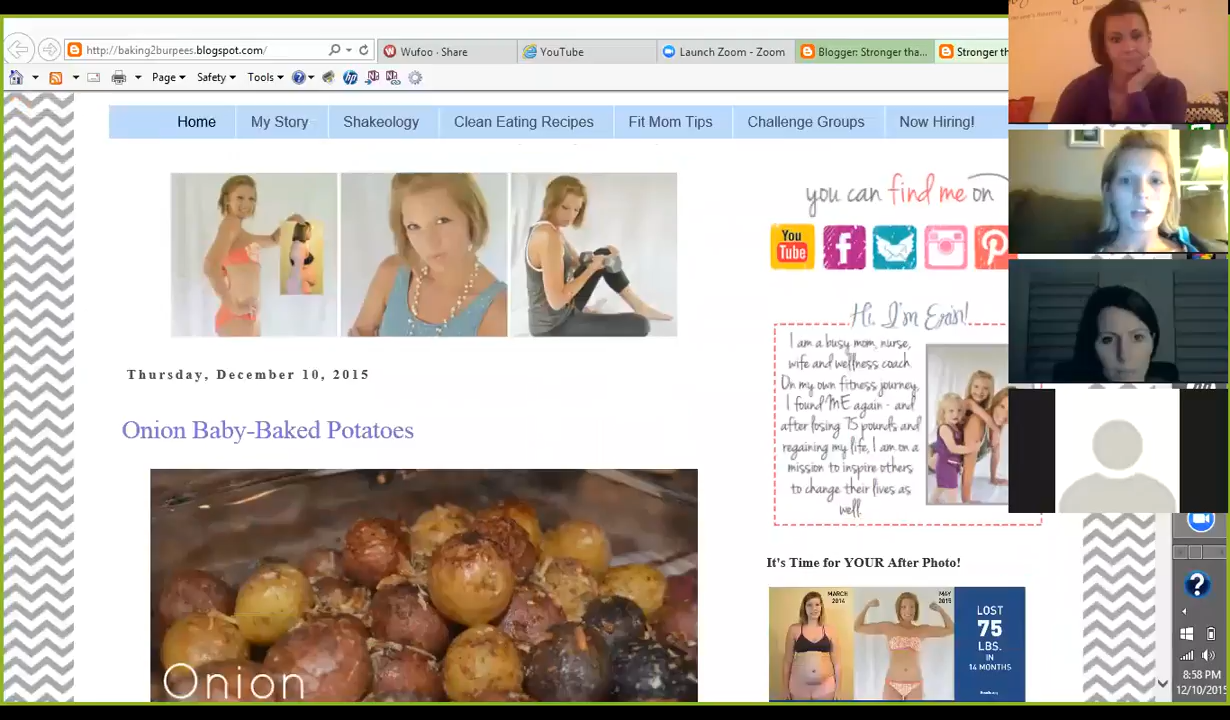 http://baking2burpees.blogspot.com/
Wufoo · Share
YouTube
Launch Zoom - Zoom
Blogger: Stronger tha...
Stronger th
Page
Safety
Tools
Home
My Story
Shakeology
Clean Eating Recipes
Fit Mom Tips
Challenge Groups
Now Hiring!
you can find me on
You
Tube
Hi, I'm Erin!
I am a busy mom, nurse,
wife and wellness coach.
On my own fitness journey,
I found ME again - and
after losing 75 pounds and
regaining my life, I am on a
mission to inspire others
to change their lives as
well.
Thursday, December 10, 2015
Onion Baby-Baked Potatoes
Onion
It's Time for YOUR After Photo!
MARCH
2014
MAY
2015
LOST
75
LBS.
IN
14 MONTHS
8:58 PM
12/10/2015